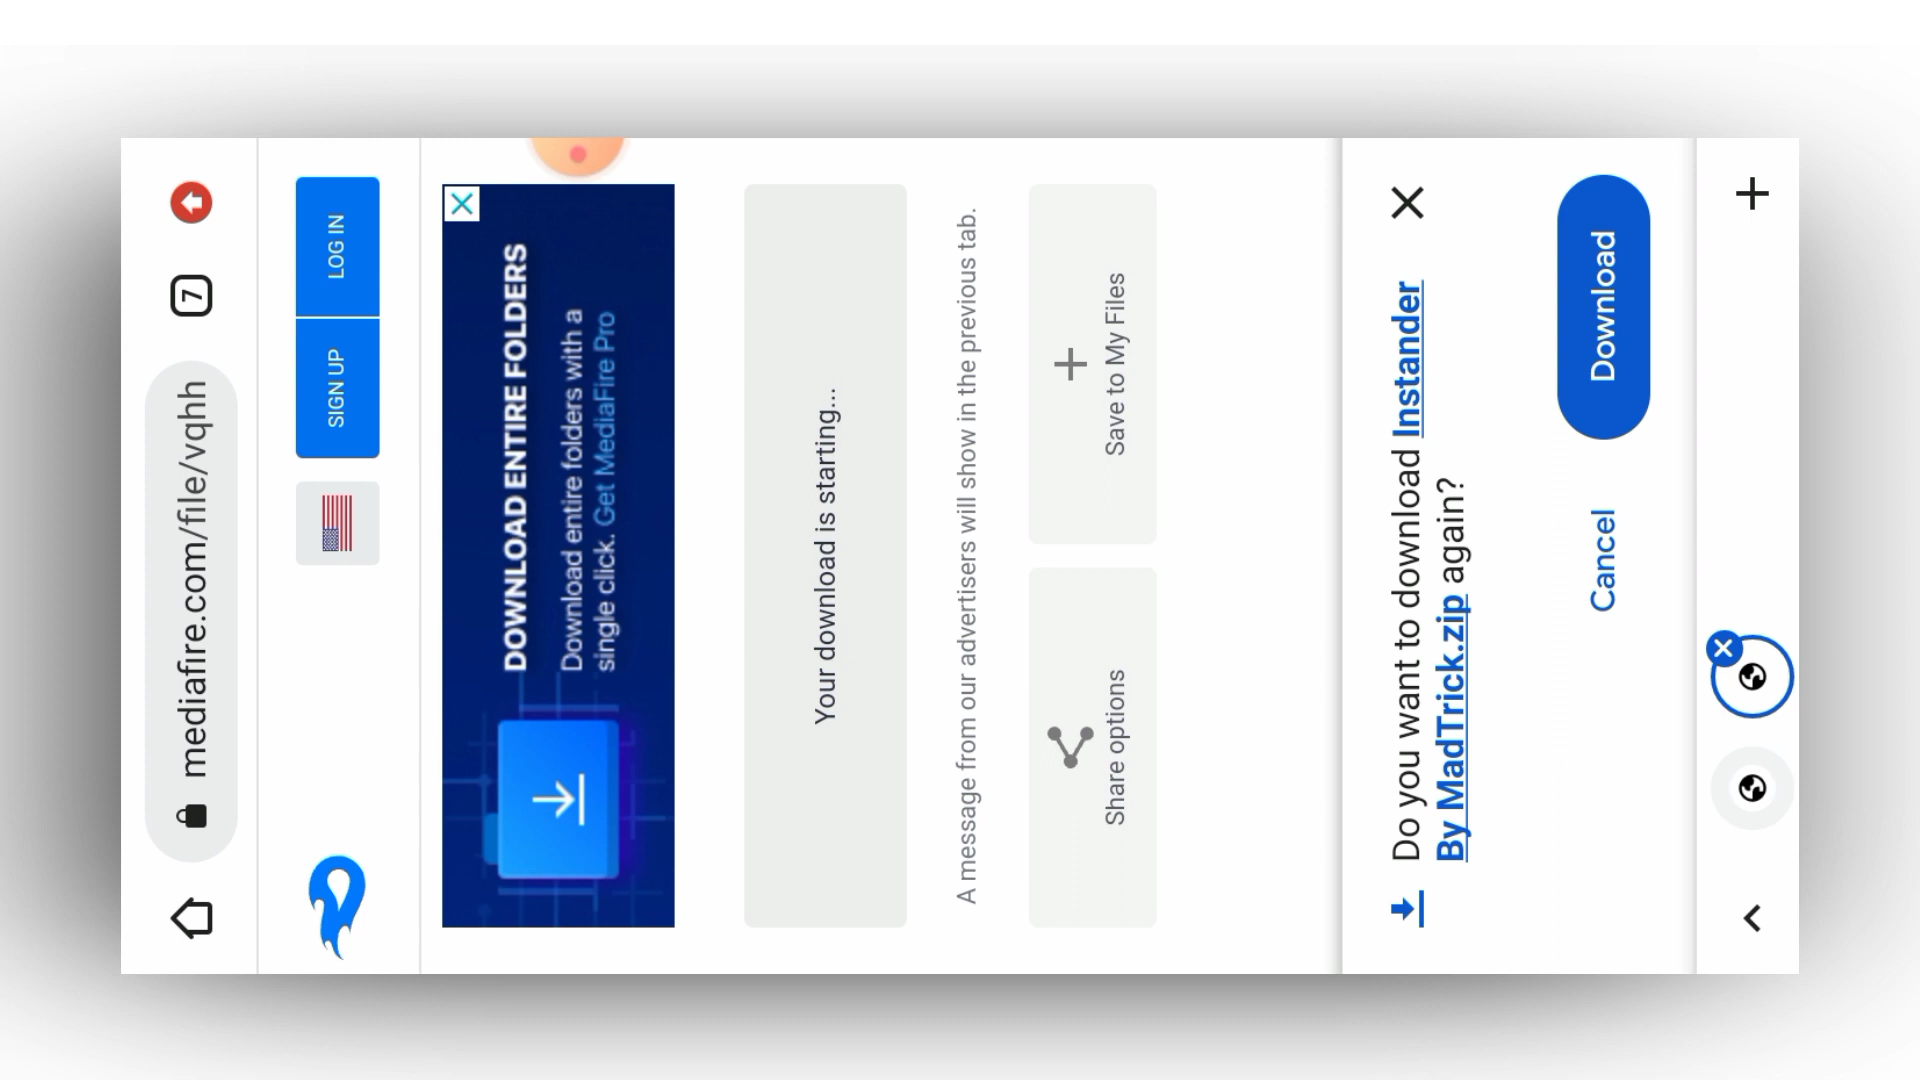 mediafire.com/file/vqhh
7
SIGN UP
LOG IN
DOWNLOAD ENTIRE FOLDERS
Download entire folders with a
single click. Get MediaFire Pro
Your download is starting...
A message from our advertisers will show in the previous tab.
Share options
Save to My Files
Do you want to download Instander
By MadTrick.zip again?
Cancel
Download